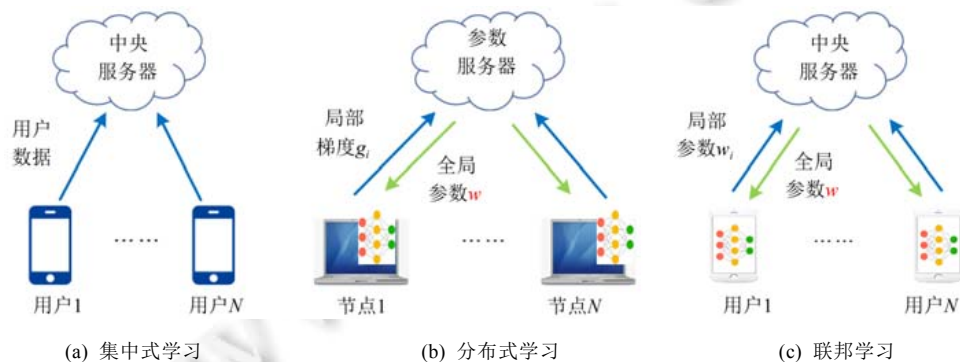 中央
服务器
用户
数据
……
用户1
用户N
(a) 集中式学习
参数
服务器
局部
梯度gi
全局
参数w
……
节点1
节点N
(b) 分布式学习
中央
服务器
局部
参数wi
全局
参数w
……
用户1
用户N
(c) 联邦学习